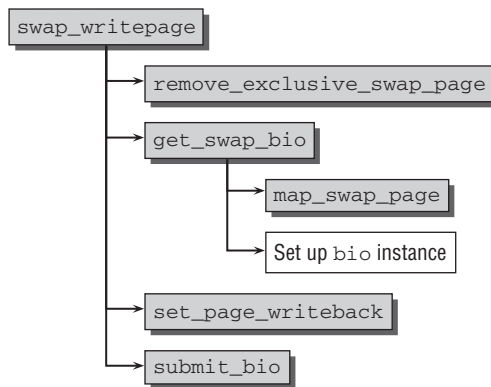 swap_writepage
remove_exclusive_swap_page
get_swap_bio
map_swap_page
Set up bio instance
set_page_writeback
submit_bio